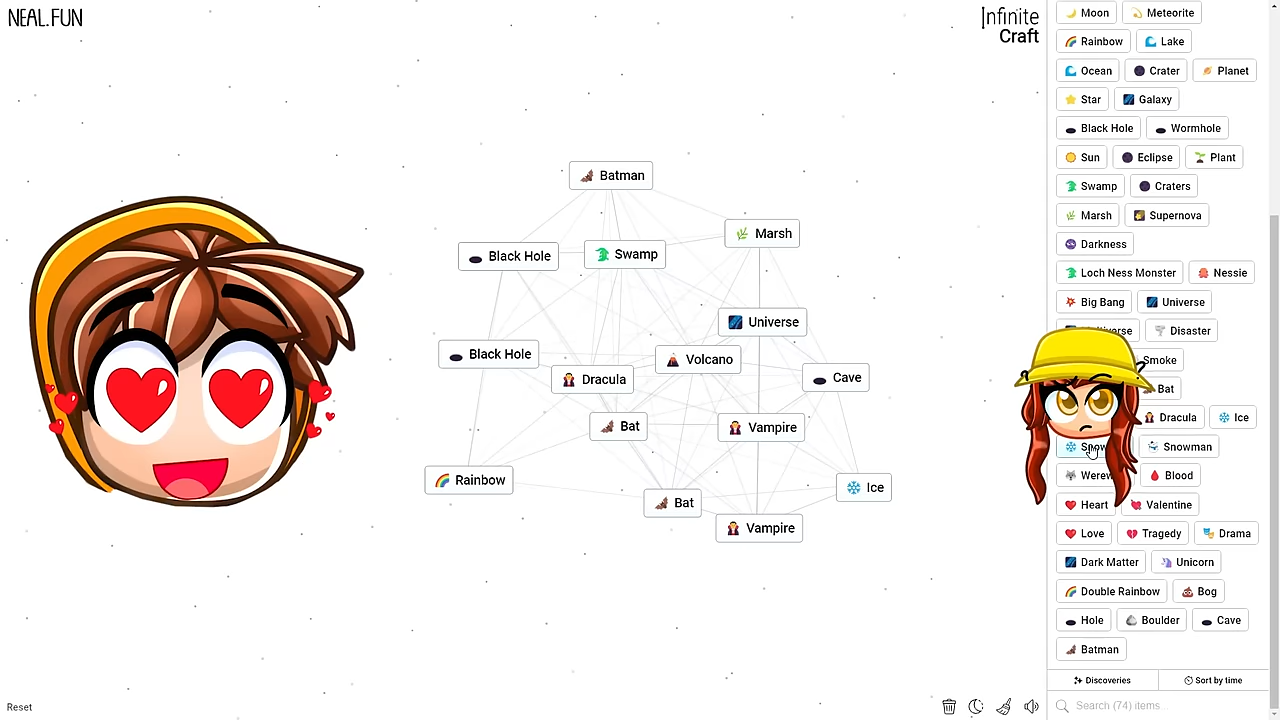 NEAL.FUN
Infinite
Craft
Batman
Marsh
Black Hole
Swamp
Universe
Black Hole
Volcano
Dracula
Cave
Bat
Vampire
Rainbow
Ice
Bat
Vampire
Moon Meteorite
Rainbow Lake
Ocean Crater Planet
Star Galaxy
Black Hole Wormhole
Sun Eclipse Plant
Swamp Craters
Marsh Supernova
Darkness
Loch Ness Monster Nessie
Big Bang Universe
Disaster
Smoke
Bat
Dracula Ice
Snowman
Blood
Heart Valentine
Love Tragedy Drama
Dark Matter Unicorn
Double Rainbow Bog
Hole Boulder Cave
Batman
Discoveries Sort by time
Search (74) items...
Reset